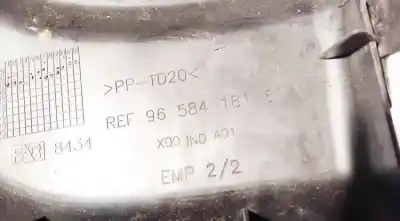 >PP-TD20<
REF 96 584 181
8434
X00 IND A01
EMP 2/2